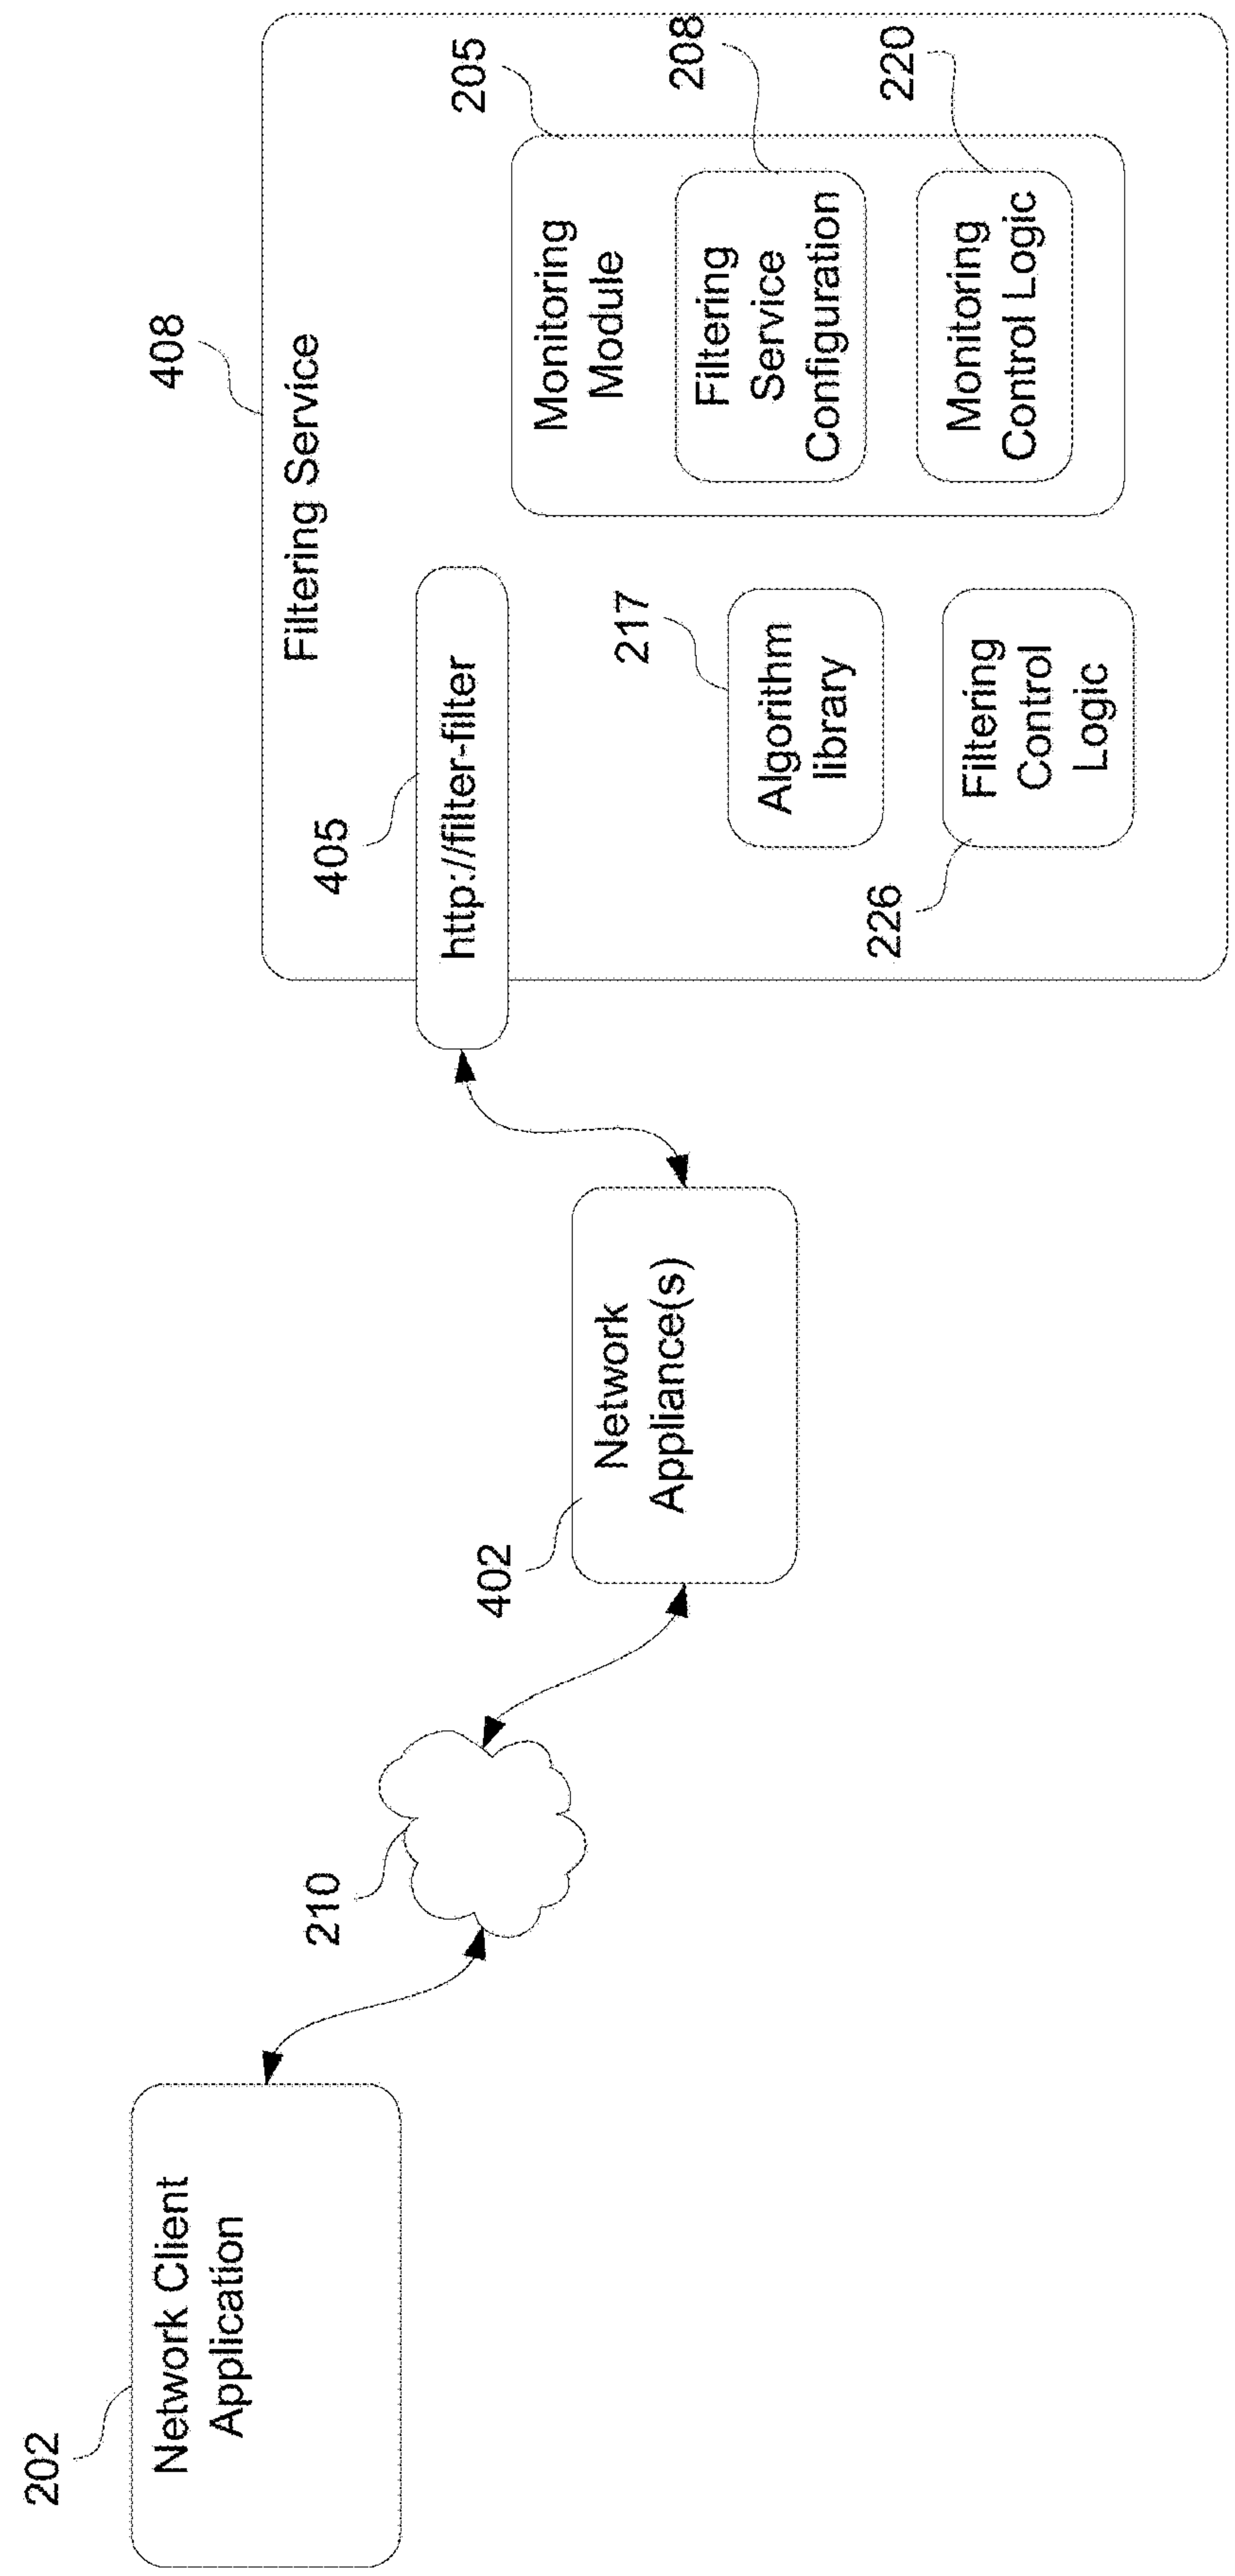 202
Network Client
Application
210
402
Network
Appliance(s)
408
Filtering Service
405
http://filter-filter
205
Monitoring
Module
208
Filtering
Service
Configuration
220
Monitoring
Control Logic
217
Algorithm
library
226
Filtering
Control
Logic